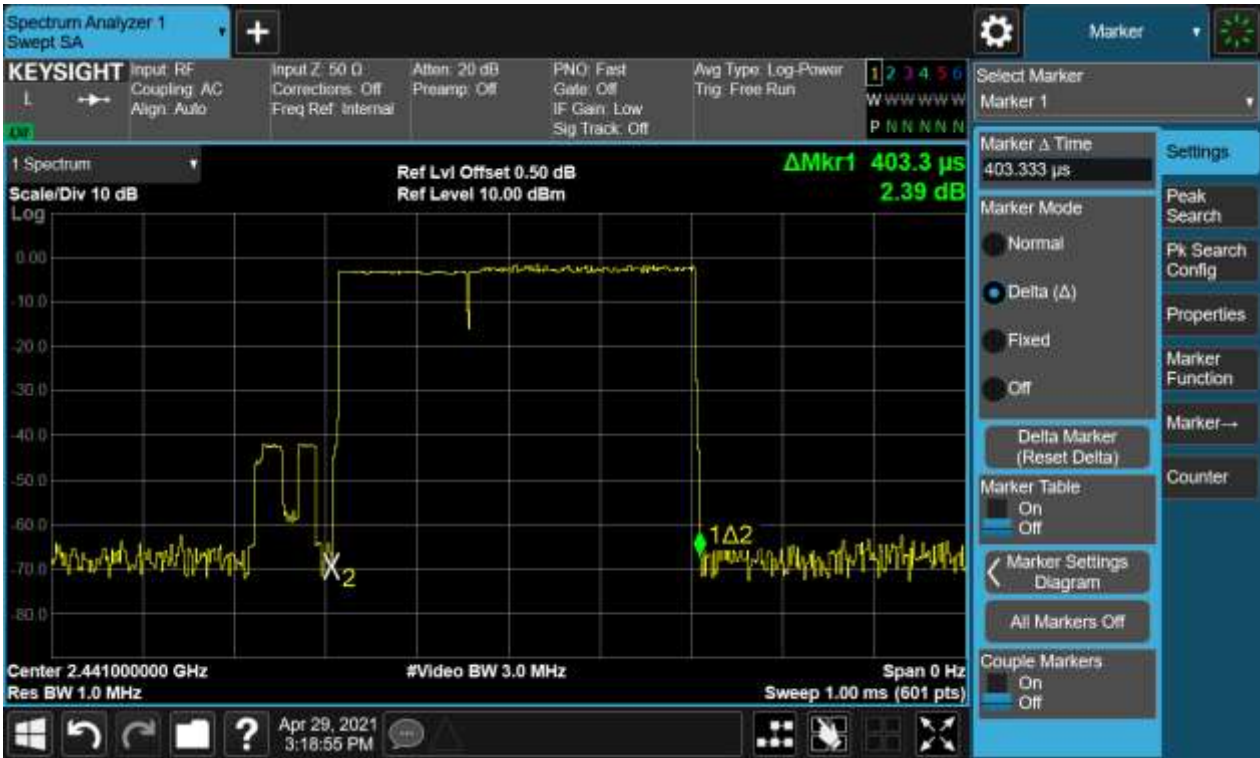 Spectrum Analyzer 1
Swept SA
+
Marker
KEYSIGHT
L
Input: RF
Coupling: AC
Align: Auto
Input Z: 50 Ω
Corrections: Off
Freq Ref: Internal
Atten: 20 dB
Preamp: Off
PNO: Fast
Gate: Off
IF Gain: Low
Sig Track: Off
Avg Type: Log-Power
Trig: Free Run
1 2 3 4 5 6
W W W W W W
P N N N N N
Select Marker
Marker 1
1 Spectrum
Scale/Div 10 dB
Log
Ref Lvl Offset 0.50 dB
Ref Level 10.00 dBm
ΔMkr1 403.3 µs
2.39 dB
0.00
-10.0
-20.0
-30.0
-40.0
-50.0
-60.0
-70.0
-80.0
1Δ2
X2
Center 2.441000000 GHz
Res BW 1.0 MHz
#Video BW 3.0 MHz
Span 0 Hz
Sweep 1.00 ms (601 pts)
Marker Δ Time
403.333 µs
Marker Mode
Normal
Delta (Δ)
Fixed
Off
Delta Marker
(Reset Delta)
Marker Table
On
Off
Marker Settings
Diagram
All Markers Off
Couple Markers
On
Off
Settings
Peak
Search
Pk Search
Config
Properties
Marker
Function
Marker→
Counter
?
Apr 29, 2021
3:18:55 PM